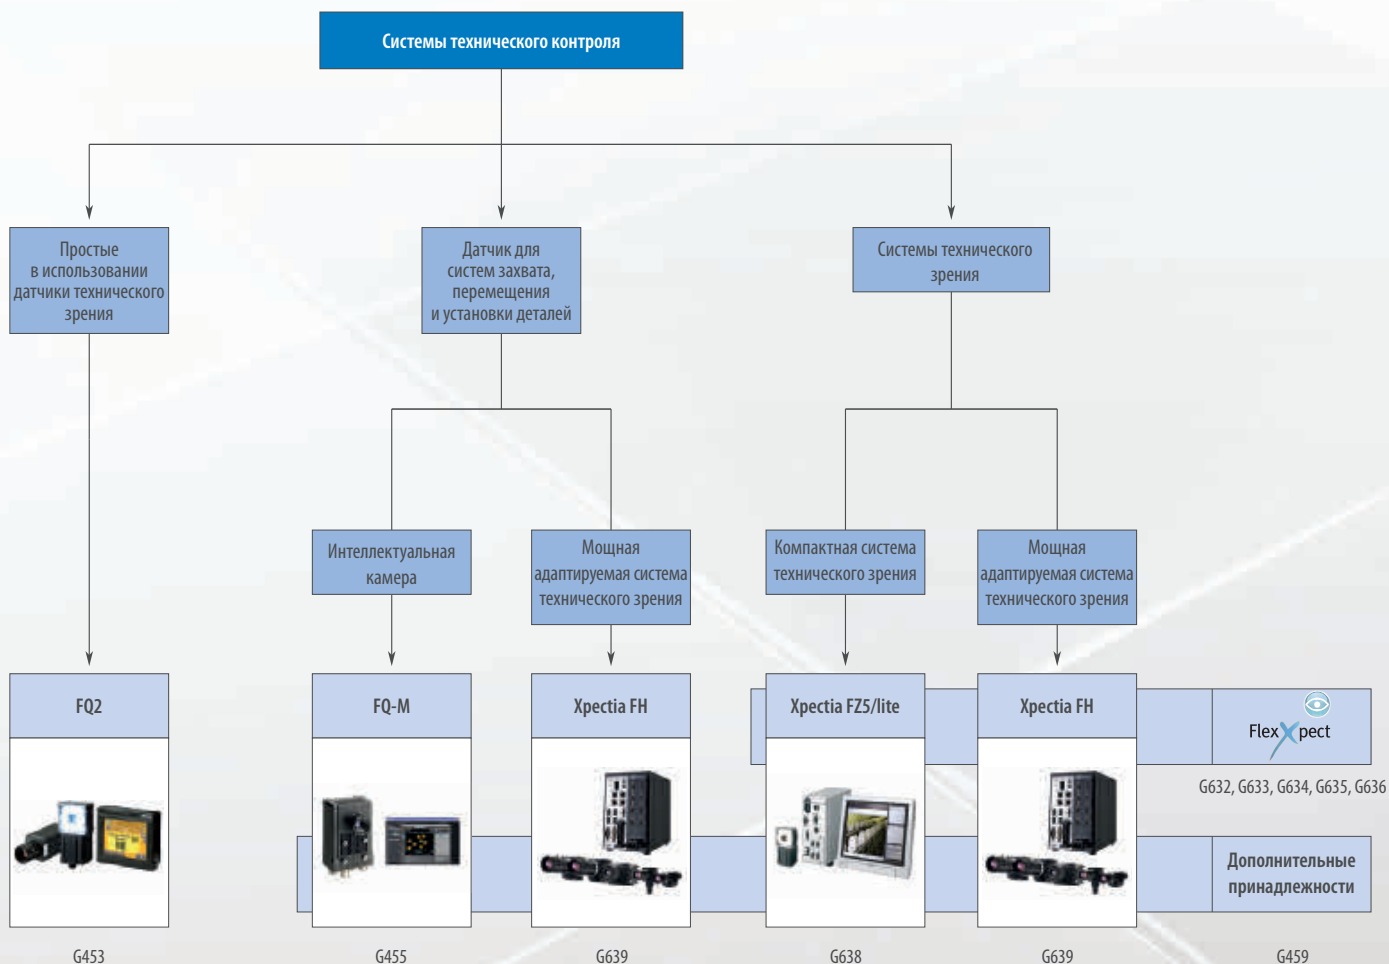 Системы технического контроля
Простые
в использовании
датчики технического
зрения
Датчик для
систем захвата,
перемещения
и установки деталей
Системы технического
зрения
Интеллектуальная
камера
Мощная
адаптируемая система
технического зрения
Компактная система
технического зрения
Мощная
адаптируемая система
технического зрения
FQ2
FQ-M
Xpectia FH
Xpectia FZ5/lite
Xpectia FH
FlexXpect
G632, G633, G634, G635, G636
Дополнительные
принадлежности
G453
G455
G639
G638
G639
G459